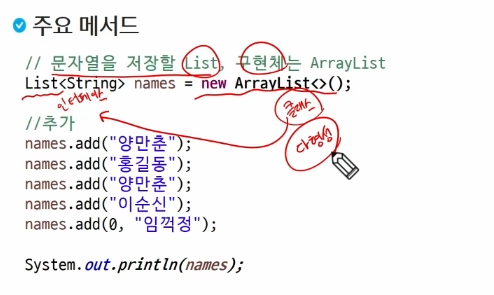 주요 메서드
// 문자열을 저장할 List, 구현체는 ArrayList
List<String> names = new ArrayList<>();
인터페이스
클래스
//추가
다형성
names.add("양만춘");
names.add("홍길동");
names.add("양만춘");
names.add("이순신");
names.add(0, "임꺽정");
System.out.println(names);